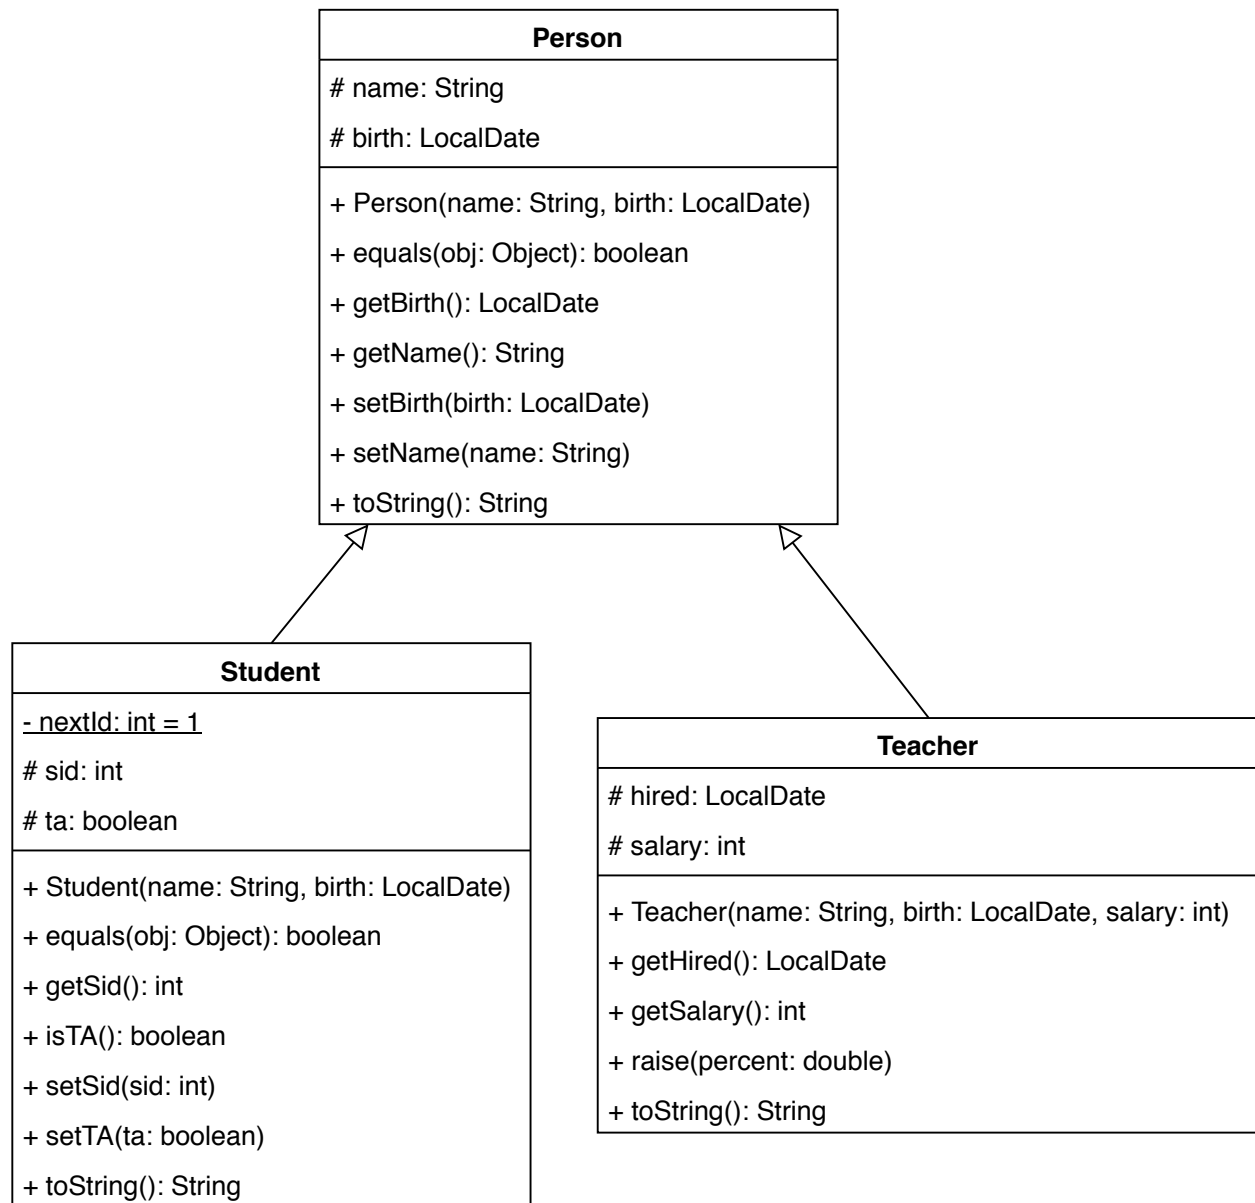 Person
# name: String
# birth: LocalDate
+ Person(name: String, birth: LocalDate)
+ equals(obj: Object): boolean
+ getBirth(): LocalDate
+ getName(): String
+ setBirth(birth: LocalDate)
+ setName(name: String)
+ toString(): String
Student
- nextId: int = 1
# sid: int
# ta: boolean
+ Student(name: String, birth: LocalDate)
+ equals(obj: Object): boolean
+ getSid(): int
+ isTA(): boolean
+ setSid(sid: int)
+ setTA(ta: boolean)
+ toString(): String
Teacher
# hired: LocalDate
# salary: int
+ Teacher(name: String, birth: LocalDate, salary: int)
+ getHired(): LocalDate
+ getSalary(): int
+ raise(percent: double)
+ toString(): String